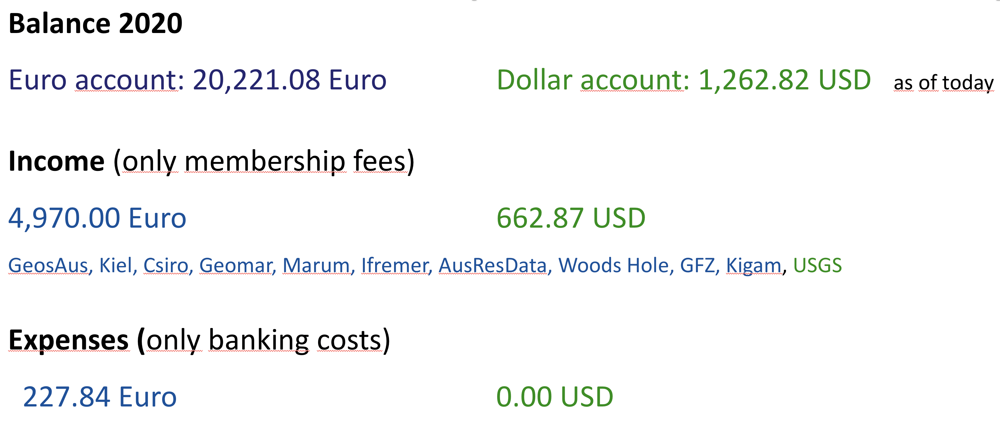 Balance 2020
Euro account: 20,221.08 Euro Dollar account: 1,262.82 USD as of today
Income (only membership fees)
4,970.00 Euro 662.87 USD
GeosAus, Kiel, Csiro, Geomar, Marum, Ifremer, AusResData, Woods Hole, GFZ, Kigam, USGS
Expenses (only banking costs)
227.84 Euro 0.00 USD